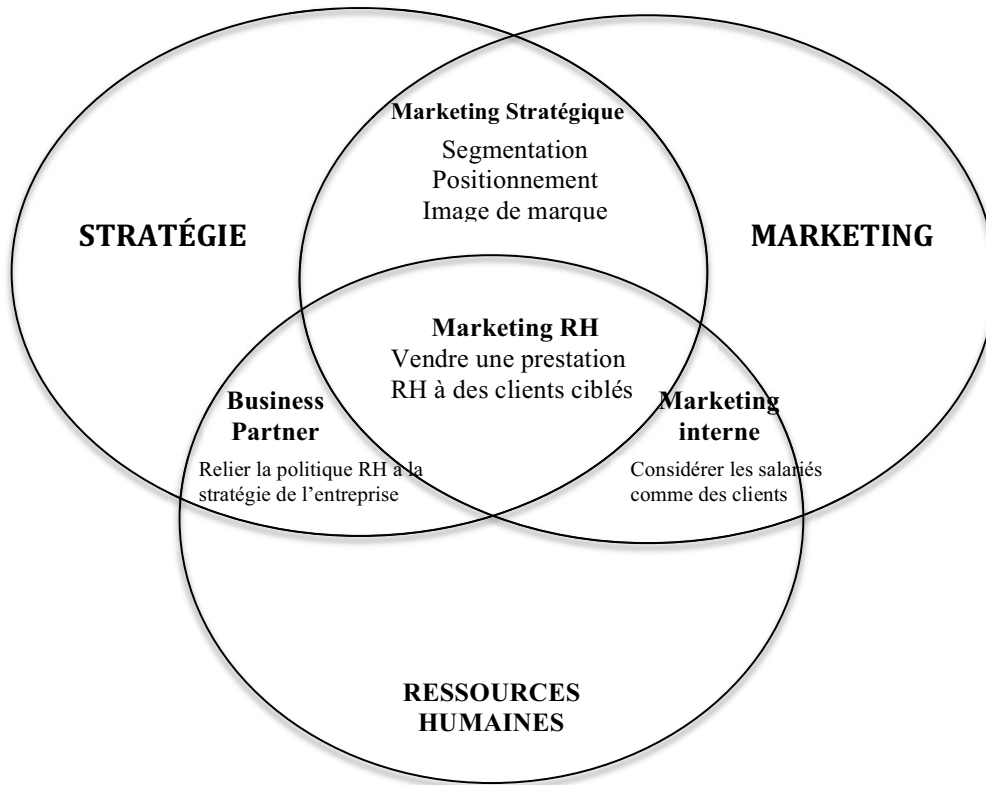 Marketing Stratégique
Segmentation
Positionnement
Image de marque
STRATÉGIE
MARKETING
Marketing RH
Vendre une prestation
RH à des clients ciblés
Business
Partner
Relier la politique RH à la
stratégie de l'entreprise
Marketing
interne
Considérer les salariés
comme des clients
RESSOURCES
HUMAINES